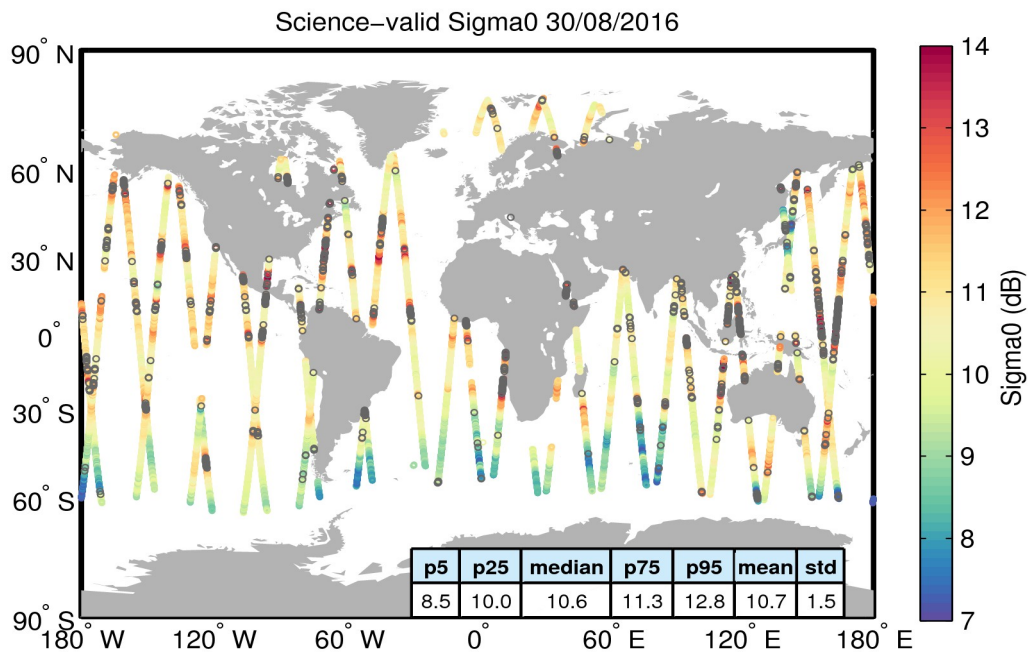 Science−valid Sigma0 30/08/2016
90° N
60° N
30° N
0°
30° S
60° S
90° S
180° W
120° W
60° W
0°
60° E
120° E
180° E
14
13
12
11
10
9
8
7
Sigma0 (dB)
p5 p25 median p75 p95 mean std
8.5 10.0 10.6 11.3 12.8 10.7 1.5